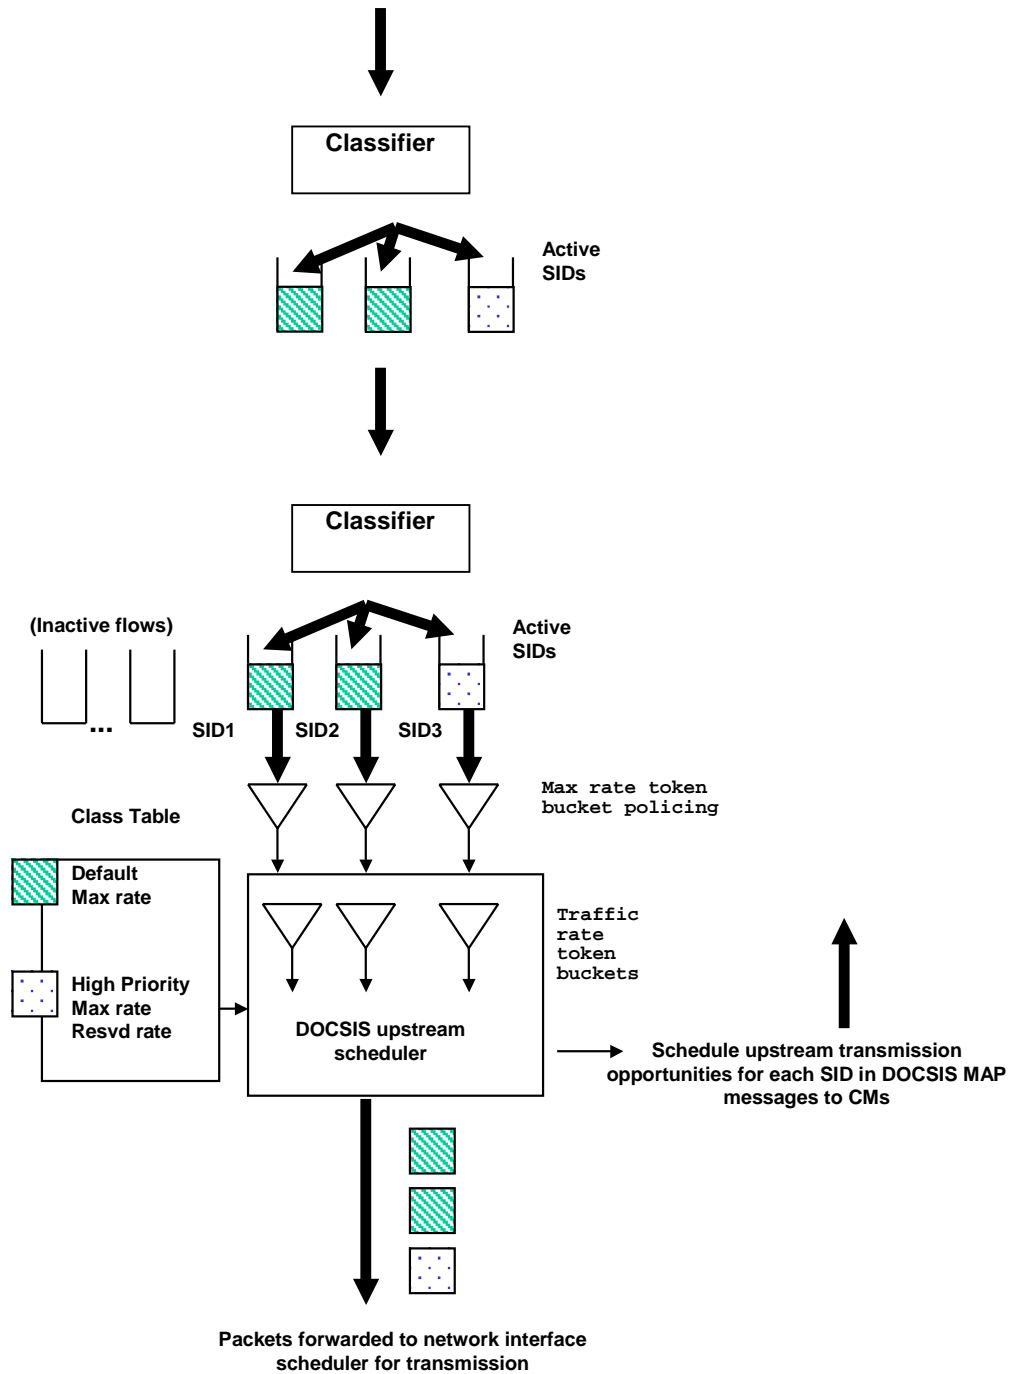 Classifier
Active
SIDs
Classifier
(Inactive flows)
Active
SIDs
...
SID1
SID2
SID3
Max rate token
bucket policing
Class Table
Default
Max rate
High Priority
Max rate
Resvd rate
Traffic
rate
token
buckets
DOCSIS upstream
scheduler
Schedule upstream transmission
opportunities for each SID in DOCSIS MAP
messages to CMs
Packets forwarded to network interface
scheduler for transmission